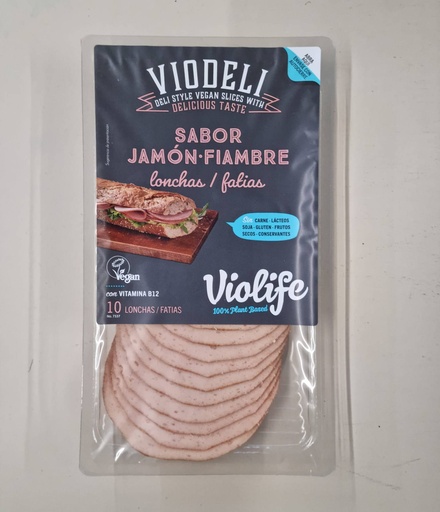 VIODELI
DELI STYLE VEGAN SLICES WITH
DELICIOUS TASTE
SABOR
JAMÓN·FIAMBRE
lonchas / fatias
CARNE · LÁCTEOS
SOJA · GLUTEN · FRUTOS
SECOS · CONSERVANTES
Vegan
con VITAMINA B12
Violife
100% Plant Based
10 LONCHAS/FATIAS